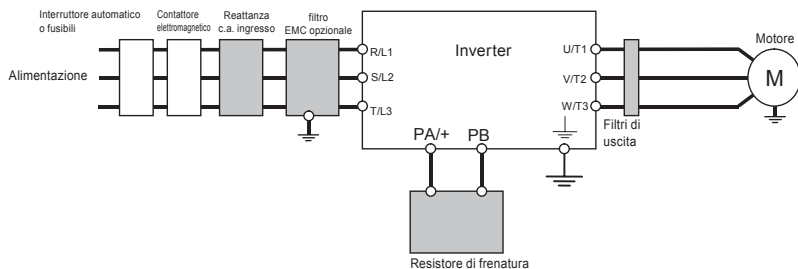 Interruttore automatico
o fusibili
Contattore
elettromagnetico
Reattanza
c.a. ingresso
filtro
EMC opzionale
Alimentazione
R/L1
S/L2
T/L3
Inverter
U/T1
V/T2
W/T3
PA/+
PB
Filtri di
uscita
Motore
M
Resistore di frenatura